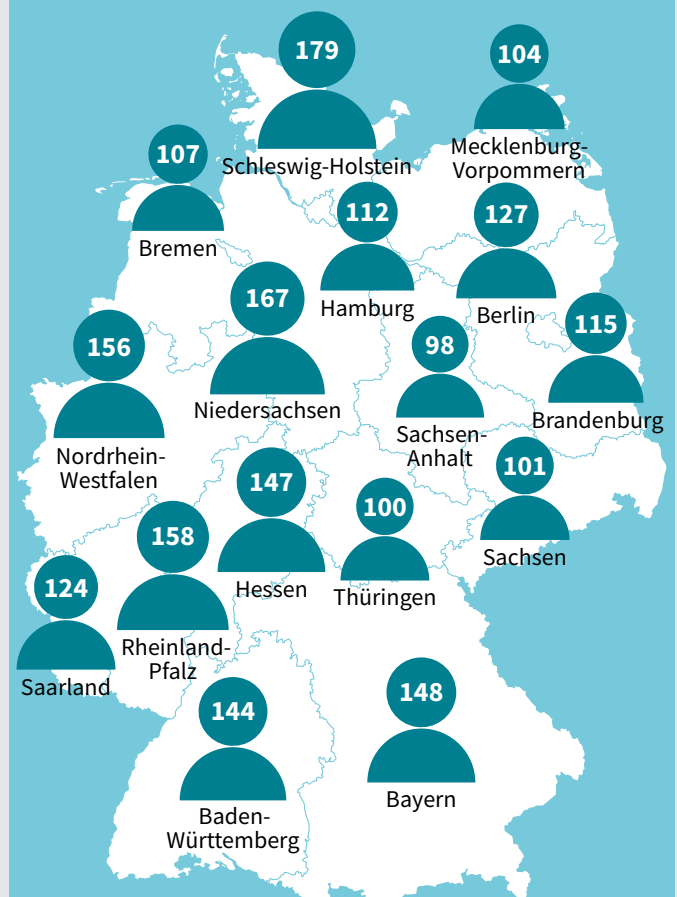 179
Schleswig-Holstein
104
Mecklenburg-
Vorpommern
107
Bremen
112
Hamburg
127
Berlin
167
Niedersachsen
115
Brandenburg
156
Nordrhein-
Westfalen
98
Sachsen-
Anhalt
147
Hessen
101
Sachsen
100
Thüringen
158
Rheinland-
Pfalz
124
Saarland
144
Baden-
Württemberg
148
Bayern